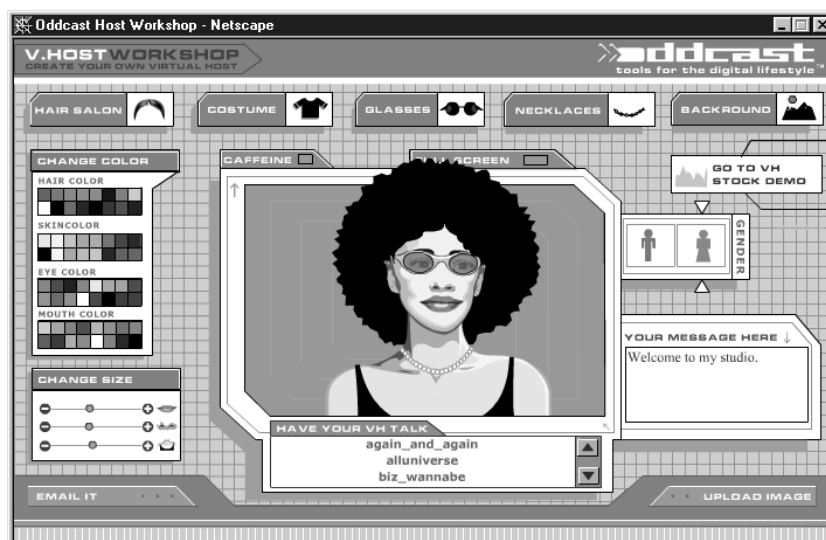 Oddcast Host Workshop - Netscape
V.HOST WORKSHOP
CREATE YOUR OWN VIRTUAL HOST
oddcast
tools for the digital lifestyle™
HAIR SALON
COSTUME
GLASSES
NECKLACES
BACKROUND
CHANGE COLOR
HAIR COLOR
SKINCOLOR
EYE COLOR
MOUTH COLOR
CAFFEINE
SCREEN
GO TO VH
STOCK DEMO
GENDER
YOUR MESSAGE HERE
Welcome to my studio.
CHANGE SIZE
HAVE YOUR VH TALK
again_and_again
alluniverse
biz_wannabe
EMAIL IT
UPLOAD IMAGE